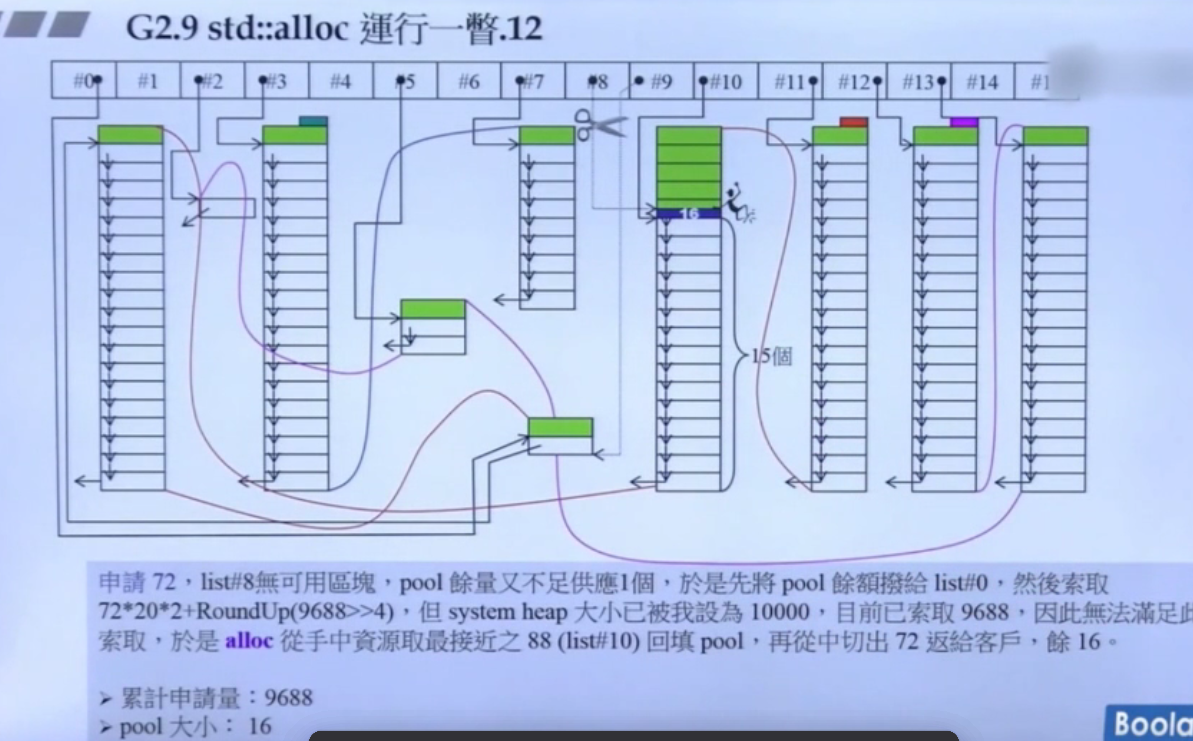 G2.9 std::alloc 運行一瞥.12
#0 #1 #2 #3 #4 #5 #6 #7 #8 #9 #10 #11 #12 #13 #14
16
15個
申請 72，list#8無可用區塊，pool 餘量又不足供應1個，於是先將 pool 餘額撥給 list#0，然後索取
72*20*2+RoundUp(9688>>4)，但 system heap 大小已被我設為 10000，目前已索取 9688，因此無法滿足此
索取，於是 alloc 從手中資源取最接近之 88 (list#10) 回填 pool，再從中切出 72 返給客戶，餘 16。
➢ 累計申請量：9688
➢ pool 大小： 16